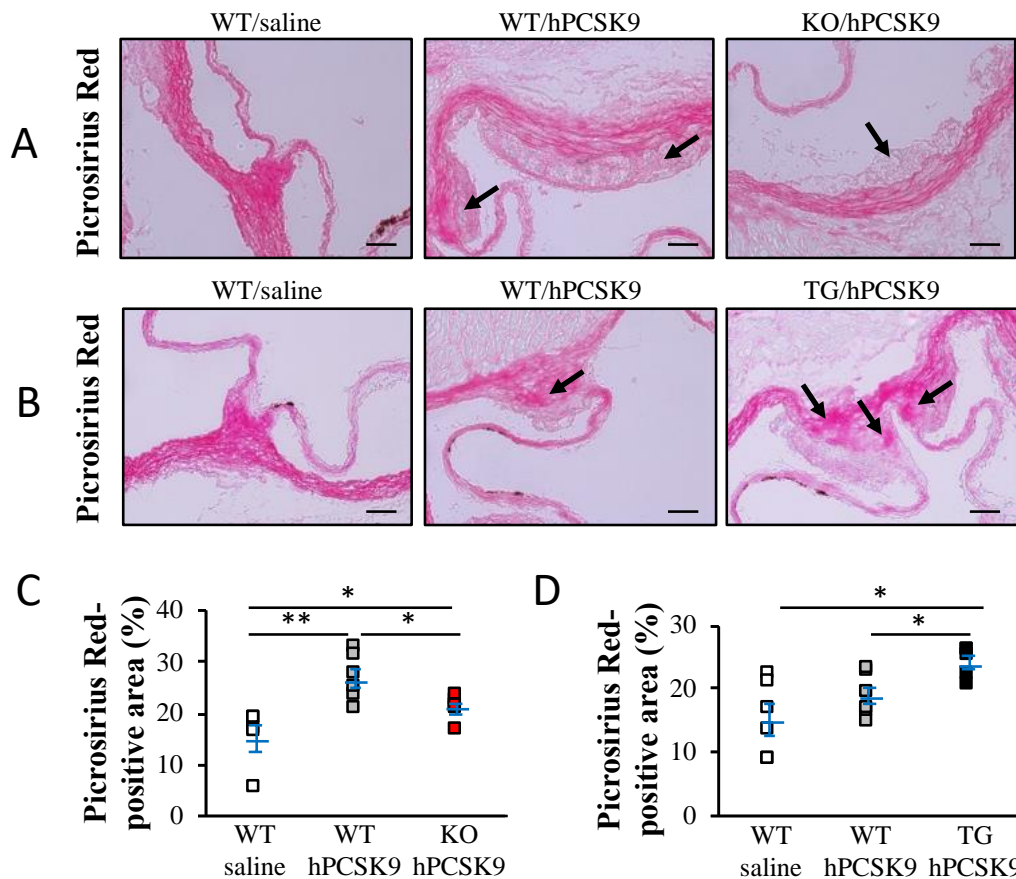 WT/saline WT/hPCSK9 KO/hPCSK9
A
Picrosirius Red
WT/saline WT/hPCSK9 TG/hPCSK9
B
Picrosirius Red
C
Picrosirius Red-
positive area (%)
40
30
20
10
0
*
** *
WT WT KO
saline hPCSK9 hPCSK9
D
Picrosirius Red-
positive area (%)
30
20
10
0
*
*
WT WT TG
saline hPCSK9 hPCSK9